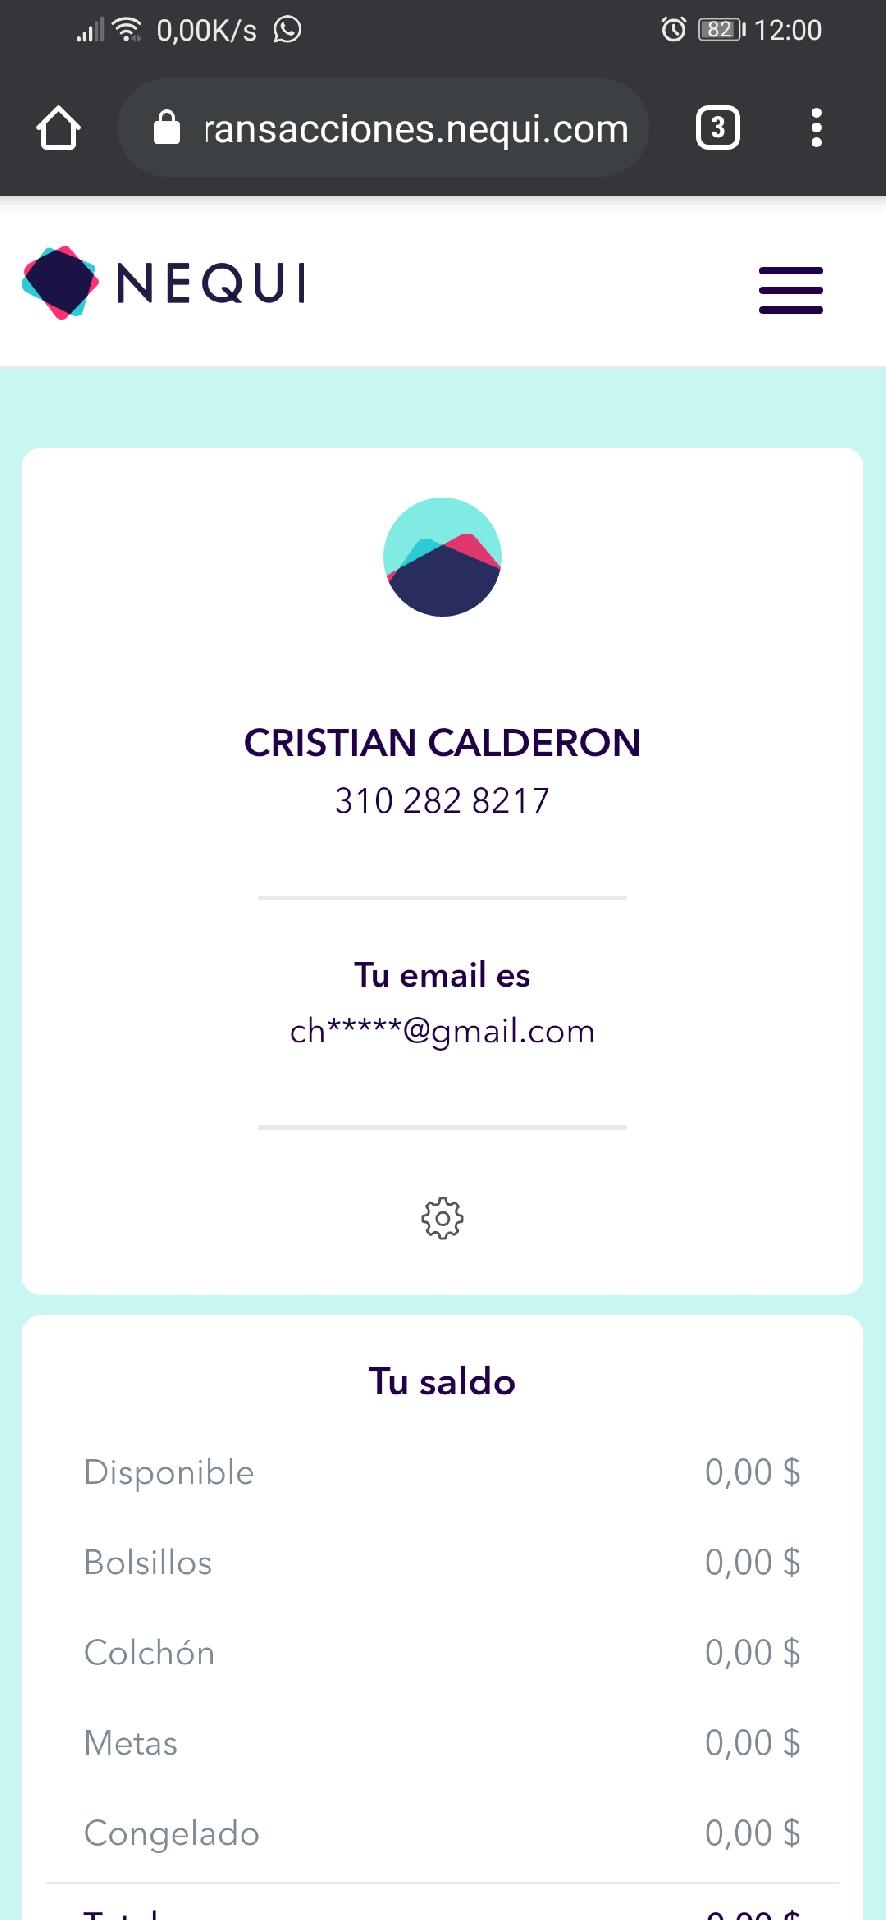 0,00K/s 82 12:00
ransacciones.nequi.com 3
NEQUI
CRISTIAN CALDERON
310 282 8217
Tu email es
ch*****@gmail.com
Tu saldo
Disponible 0,00 $
Bolsillos 0,00 $
Colchón 0,00 $
Metas 0,00 $
Congelado 0,00 $